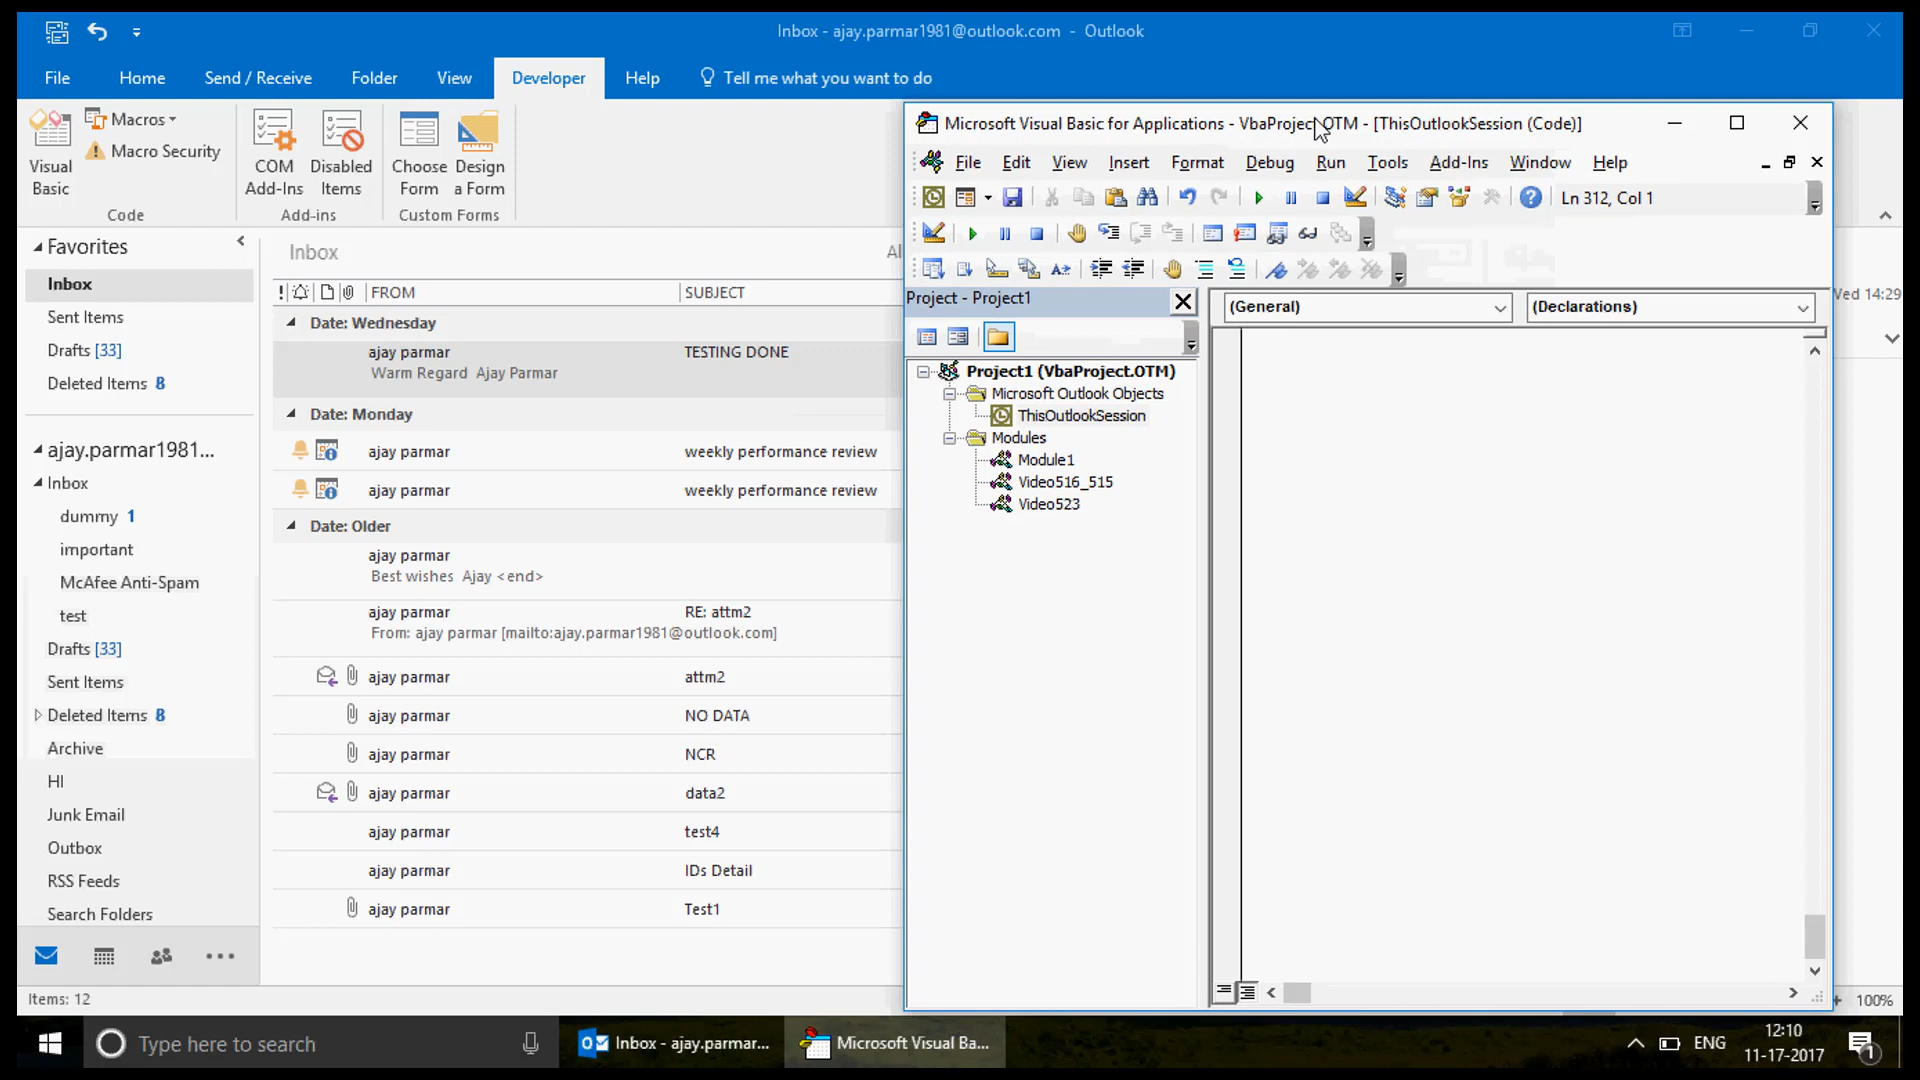 Inbox - ajay.parmar1981@outlook.com - Outlook
File Home Send / Receive Folder View Developer Help Tell me what you want to do
Visual Basic
Macros
Macro Security
Code
COM Add-Ins
Disabled Items
Add-ins
Choose Form
Design a Form
Custom Forms
Favorites
Inbox
Sent Items
Drafts [33]
Deleted Items 8
ajay.parmar1981...
Inbox
dummy 1
important
McAfee Anti-Spam
test
Drafts [33]
Sent Items
Deleted Items 8
Archive
HI
Junk Email
Outbox
RSS Feeds
Search Folders
Items: 12
Inbox
! FROM SUBJECT
Date: Wednesday
ajay parmar TESTING DONE
Warm Regard Ajay Parmar
Date: Monday
ajay parmar weekly performance review
ajay parmar weekly performance review
Date: Older
ajay parmar
Best wishes Ajay <end>
ajay parmar RE: attm2
From: ajay parmar [mailto:ajay.parmar1981@outlook.com]
ajay parmar attm2
ajay parmar NO DATA
ajay parmar NCR
ajay parmar data2
ajay parmar test4
ajay parmar IDs Detail
ajay parmar Test1
Microsoft Visual Basic for Applications - VbaProject.OTM - [ThisOutlookSession (Code)]
File Edit View Insert Format Debug Run Tools Add-Ins Window Help
Ln 312, Col 1
Project - Project1
Project1 (VbaProject.OTM)
Microsoft Outlook Objects
ThisOutlookSession
Modules
Module1
Video516_515
Video523
(General) (Declarations)
Wed 14:29
100%
Type here to search
Inbox - ajay.parmar...
Microsoft Visual Ba...
ENG
12:10
11-17-2017
1